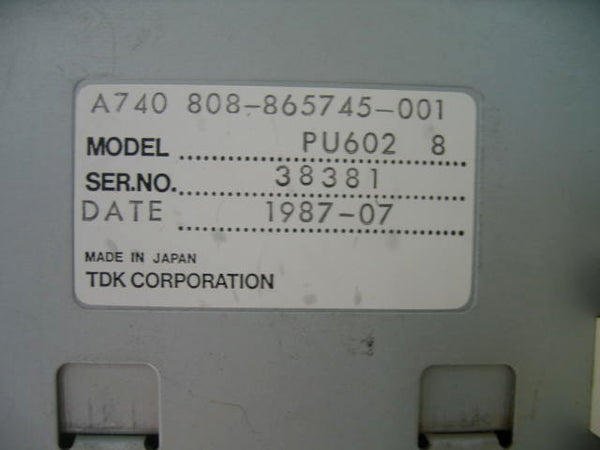 A740 808-865745-001
MODEL PU602 8
SER.NO. 38381
DATE 1987-07
MADE IN JAPAN
TDK CORPORATION